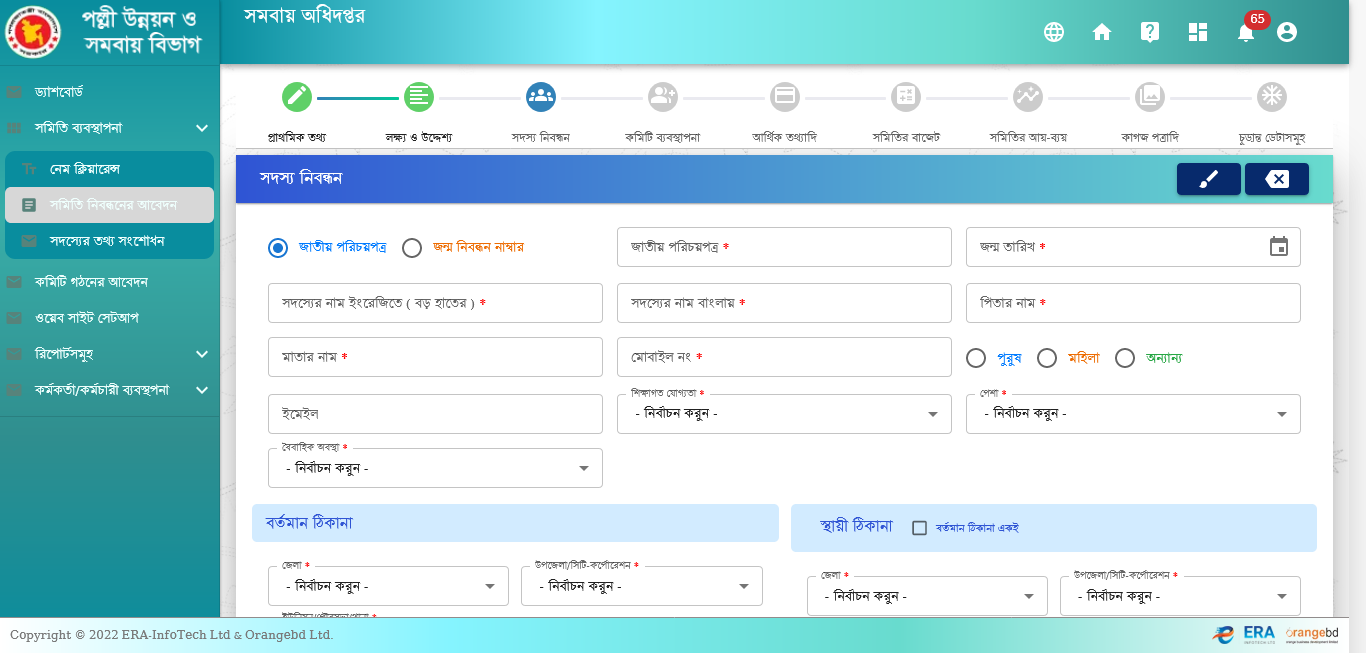 পল্লী উন্নয়ন ও
সমবায় বিভাগ
সমবায় অধিদপ্তর
65
ড্যাশবোর্ড
সমিতি ব্যবস্থাপনা
নেম ক্লিয়ারেন্স
সমিতি নিবন্ধনের আবেদন
সদস্যের তথ্য সংশোধন
কমিটি গঠনের আবেদন
ওয়েব সাইট সেটআপ
রিপোর্টসমূহ
কর্মকর্তা/কর্মচারী ব্যবস্থপনা
প্রাথমিক তথ্য
লক্ষ্য ও উদ্দেশ্য
সদস্য নিবন্ধন
কমিটি ব্যবস্থাপনা
আর্থিক তথ্যাদি
সমিতির বাজেট
সমিতির আয়-ব্যয়
কাগজ পত্রাদি
চূড়ান্ত ডেটাসমূহ
সদস্য নিবন্ধন
জাতীয় পরিচয়পত্র জন্ম নিবন্ধন নাম্বার
জাতীয় পরিচয়পত্র *
জন্ম তারিখ *
সদস্যের নাম ইংরেজিতে ( বড় হাতের ) *
সদস্যের নাম বাংলায় *
পিতার নাম *
মাতার নাম *
মোবাইল নং *
পুরুষ মহিলা অন্যান্য
ইমেইল
শিক্ষাগত যোগ্যতা *
- নির্বাচন করুন -
পেশা *
- নির্বাচন করুন -
বৈবাহিক অবস্থা *
- নির্বাচন করুন -
বর্তমান ঠিকানা
স্থায়ী ঠিকানা বর্তমান ঠিকানা একই
জেলা *
- নির্বাচন করুন -
উপজেলা/সিটি-কর্পোরেশন *
- নির্বাচন করুন -
জেলা *
- নির্বাচন করুন -
উপজেলা/সিটি-কর্পোরেশন *
- নির্বাচন করুন -
Copyright © 2022 ERA-InfoTech Ltd & Orangebd Ltd.
ERA
orangebd